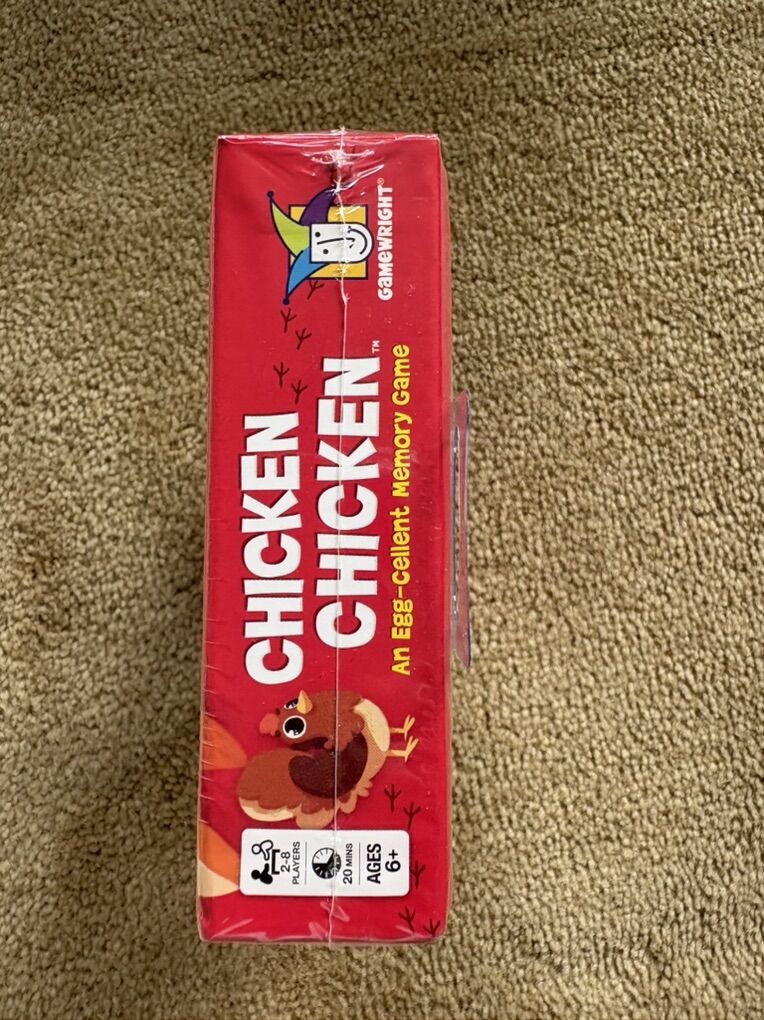 GAMEWRIGHT®
CHICKEN
CHICKEN™
An Egg-cellent Memory Game
2-8
PLAYERS
20 MINS
AGES
6+